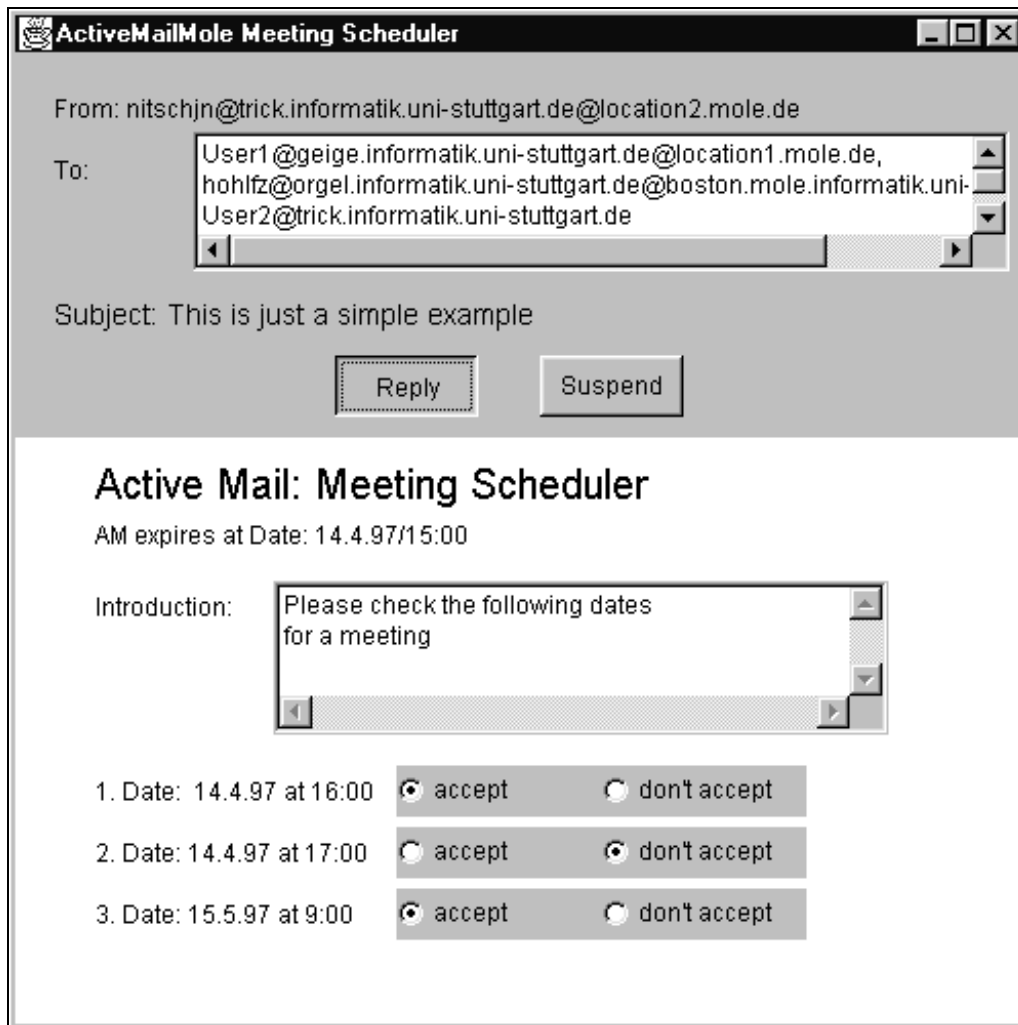 ActiveMailMole Meeting Scheduler
From: nitschjn@trick.informatik.uni-stuttgart.de@location2.mole.de
To:
User1@geige.informatik.uni-stuttgart.de@location1.mole.de,
hohlfz@orgel.informatik.uni-stuttgart.de@boston.mole.informatik.uni-
User2@trick.informatik.uni-stuttgart.de
Subject: This is just a simple example
Reply Suspend
Active Mail: Meeting Scheduler
AM expires at Date: 14.4.97/15:00
Introduction: Please check the following dates
for a meeting
1. Date: 14.4.97 at 16:00 accept don't accept
2. Date: 14.4.97 at 17:00 accept don't accept
3. Date: 15.5.97 at 9:00 accept don't accept